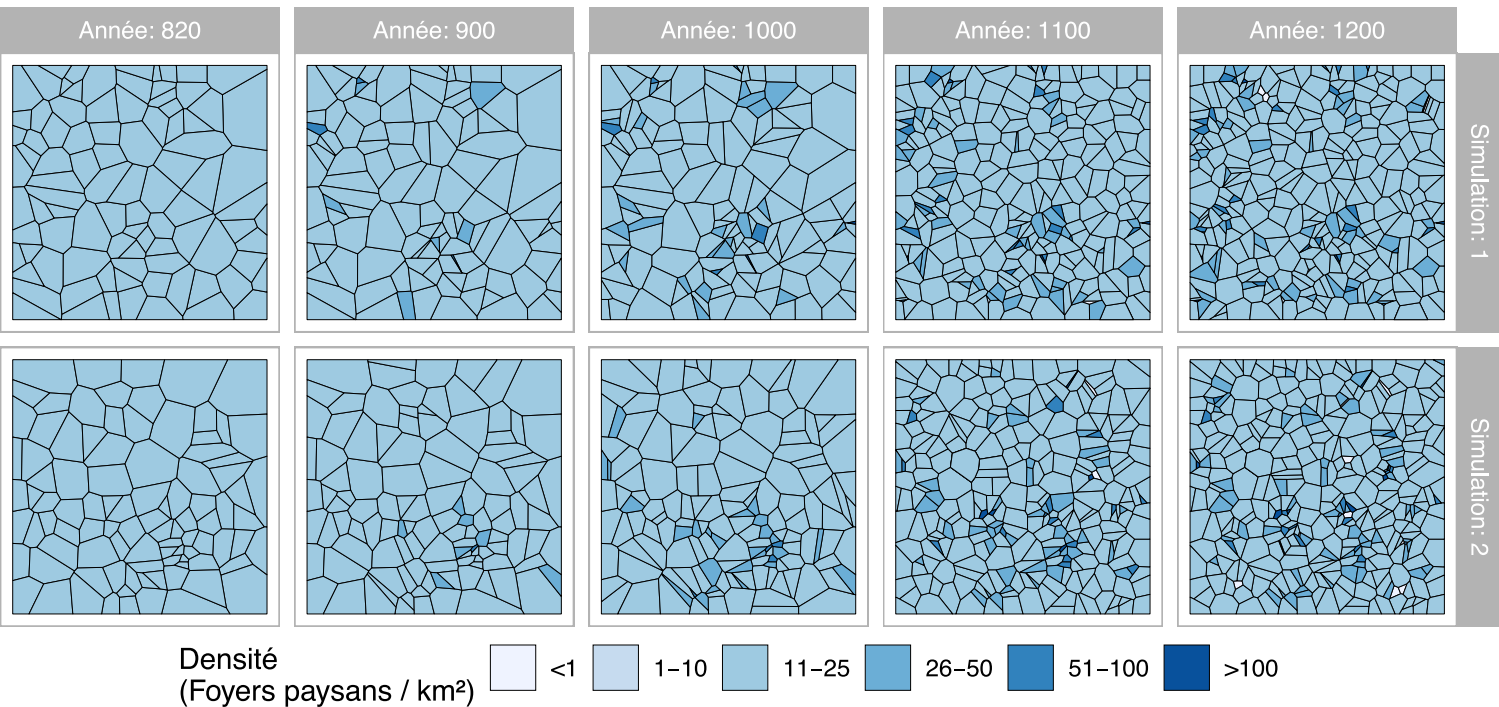 Année: 820
Année: 900
Année: 1000
Année: 1100
Année: 1200
Simulation: 1
Simulation: 2
Densité
(Foyers paysans / km²)
<1
1−10
11−25
26−50
51−100
>100